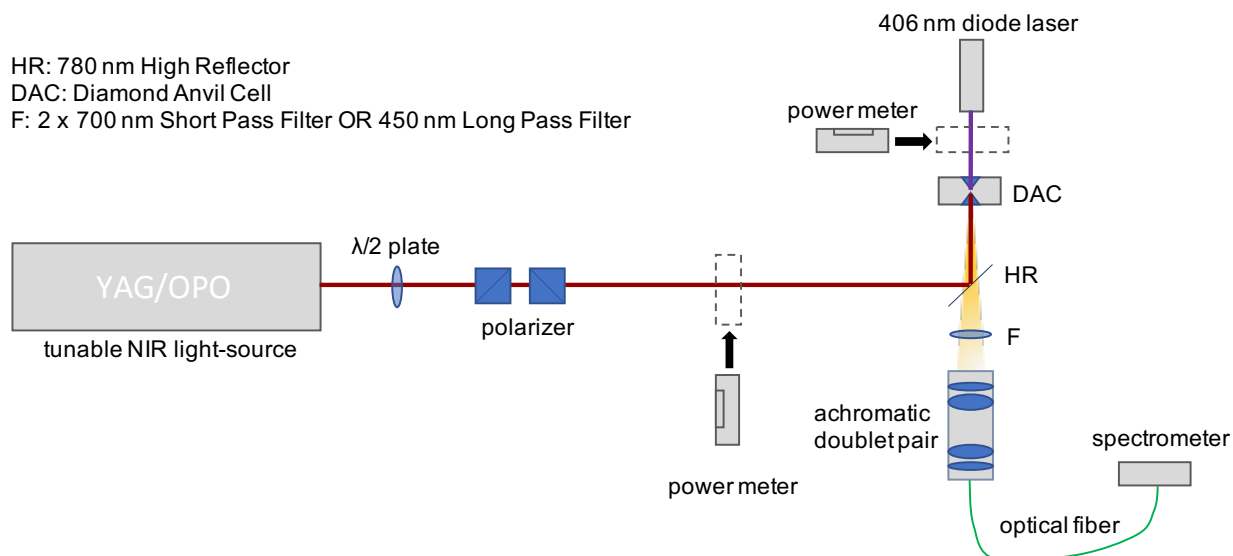 406 nm diode laser
HR: 780 nm High Reflector
DAC: Diamond Anvil Cell
F: 2 x 700 nm Short Pass Filter OR 450 nm Long Pass Filter
power meter
DAC
λ/2 plate
YAG/OPO
HR
polarizer
tunable NIR light-source
F
achromatic
doublet pair
spectrometer
power meter
optical fiber